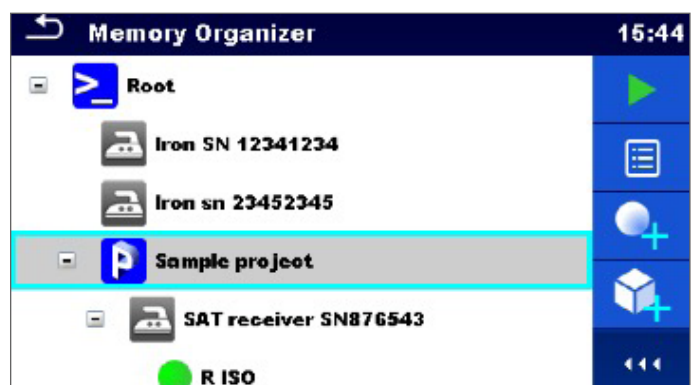 Memory Organizer 15:44
Root
Iron SN 12341234
Iron sn 23452345
Sample project
SAT receiver SN876543
R ISO